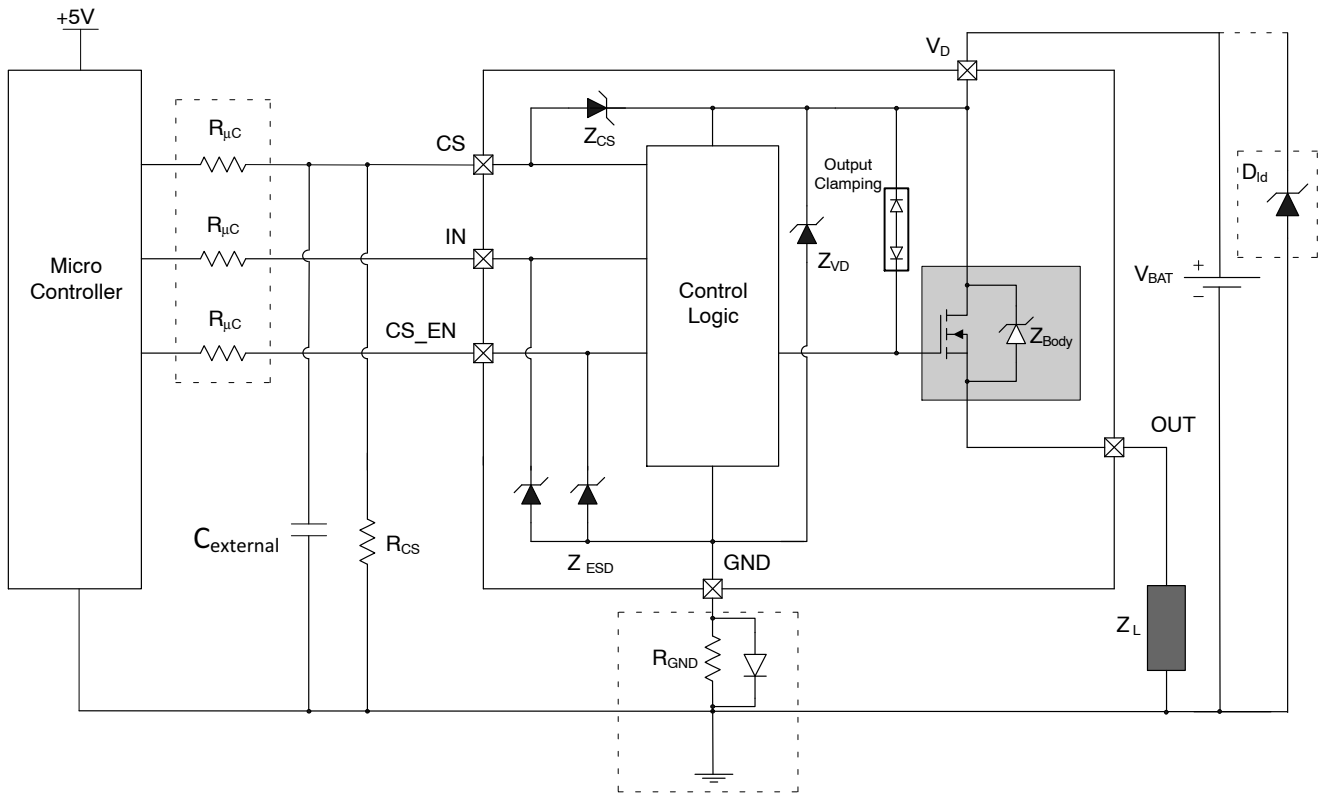 +5V
V_D
R_µC
CS
Z_CS
Output
Clamping
D_ld
R_µC
IN
Micro
Controller
Control
Logic
Z_VD
V_BAT
+
−
R_µC
CS_EN
Z_Body
OUT
C_external
R_CS
Z_ESD
GND
R_GND
Z_L